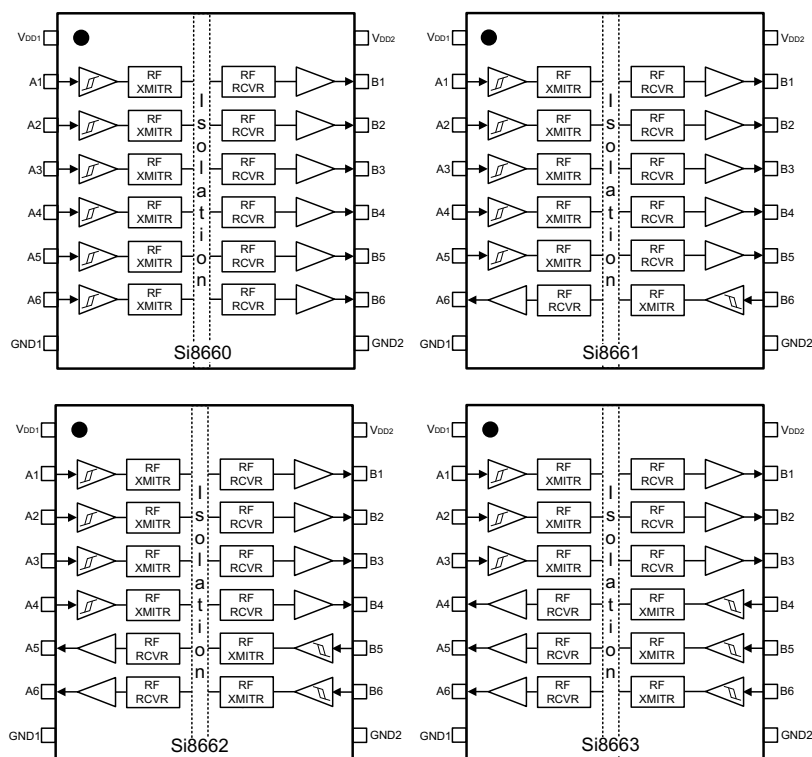 VDD1 VDD2
A1 RF XMITR RF RCVR B1
A2 RF XMITR RF RCVR B2
A3 RF XMITR RF RCVR B3
A4 RF XMITR RF RCVR B4
A5 RF XMITR RF RCVR B5
A6 RF XMITR RF RCVR B6
Isolation
GND1 GND2
Si8660
VDD1 VDD2
A1 RF XMITR RF RCVR B1
A2 RF XMITR RF RCVR B2
A3 RF XMITR RF RCVR B3
A4 RF XMITR RF RCVR B4
A5 RF XMITR RF RCVR B5
A6 RF RCVR RF XMITR B6
Isolation
GND1 GND2
Si8661
VDD1 VDD2
A1 RF XMITR RF RCVR B1
A2 RF XMITR RF RCVR B2
A3 RF XMITR RF RCVR B3
A4 RF XMITR RF RCVR B4
A5 RF RCVR RF XMITR B5
A6 RF RCVR RF XMITR B6
Isolation
GND1 GND2
Si8662
VDD1 VDD2
A1 RF XMITR RF RCVR B1
A2 RF XMITR RF RCVR B2
A3 RF XMITR RF RCVR B3
A4 RF RCVR RF XMITR B4
A5 RF RCVR RF XMITR B5
A6 RF RCVR RF XMITR B6
Isolation
GND1 GND2
Si8663